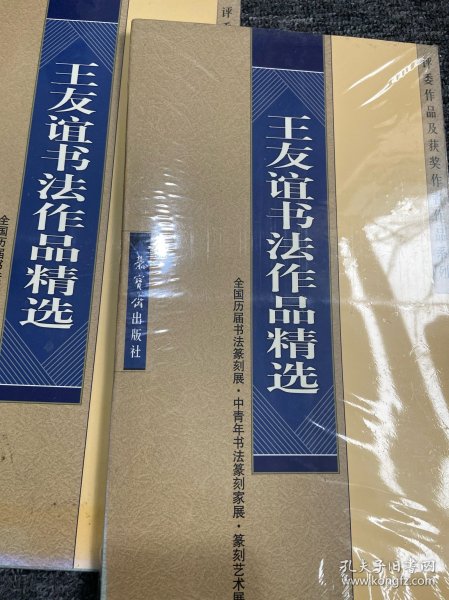 王友谊书法作品精选
全国历届书
评委
王友谊书法作品精选
荣宝斋出版社
全国历届书法篆刻展·中青年书法篆刻家展·篆刻艺术展
评委作品及获奖作
孔夫子旧书网